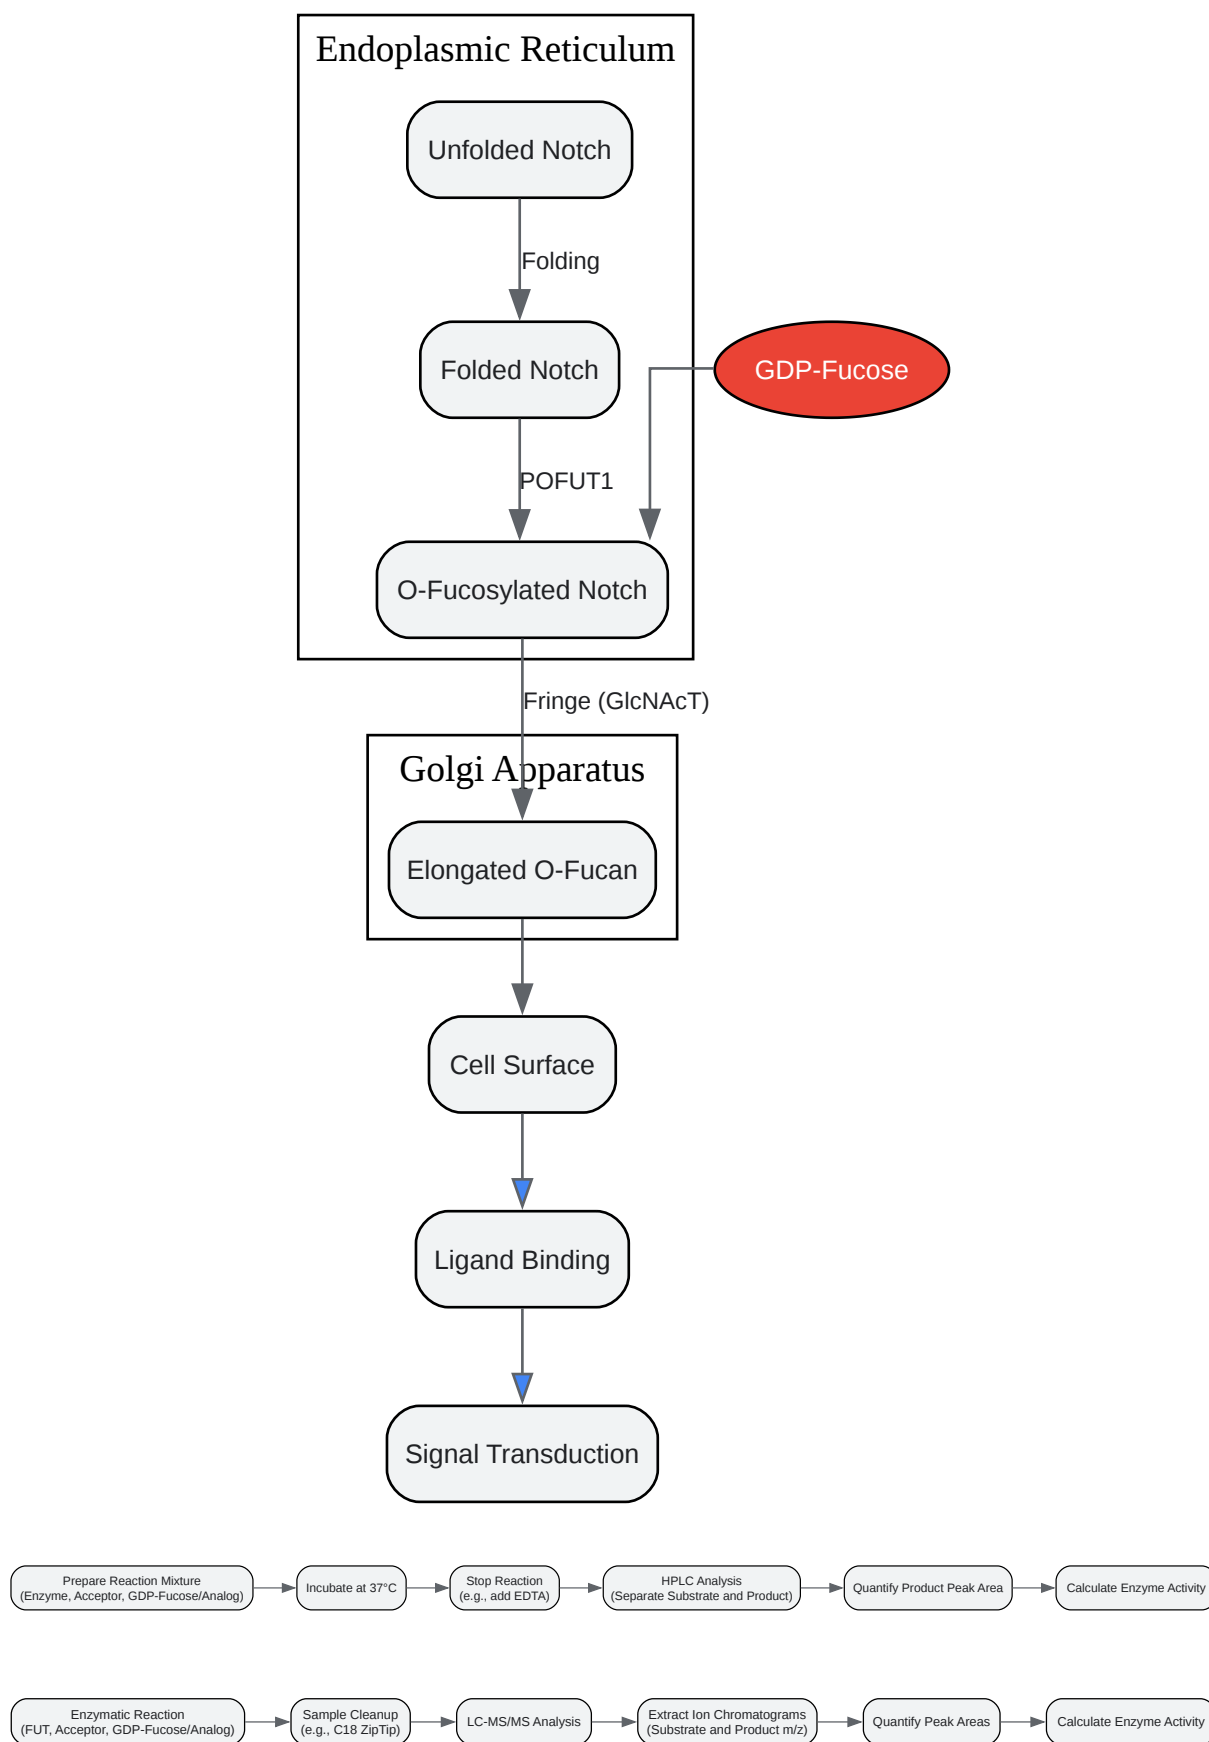 Endoplasmic Reticulum
Unfolded Notch
Folding
Folded Notch
GDP-Fucose
POFUT1
O-Fucosylated Notch
Fringe (GlcNAcT)
Golgi Apparatus
Elongated O-Fucan
Cell Surface
Ligand Binding
Signal Transduction
Prepare Reaction Mixture
(Enzyme, Acceptor, GDP-Fucose/Analog)
Incubate at 37°C
Stop Reaction
(e.g., add EDTA)
HPLC Analysis
(Separate Substrate and Product)
Quantify Product Peak Area
Calculate Enzyme Activity
Enzymatic Reaction
(FUT, Acceptor, GDP-Fucose/Analog)
Sample Cleanup
(e.g., C18 ZipTip)
LC-MS/MS Analysis
Extract Ion Chromatograms
(Substrate and Product m/z)
Quantify Peak Areas
Calculate Enzyme Activity